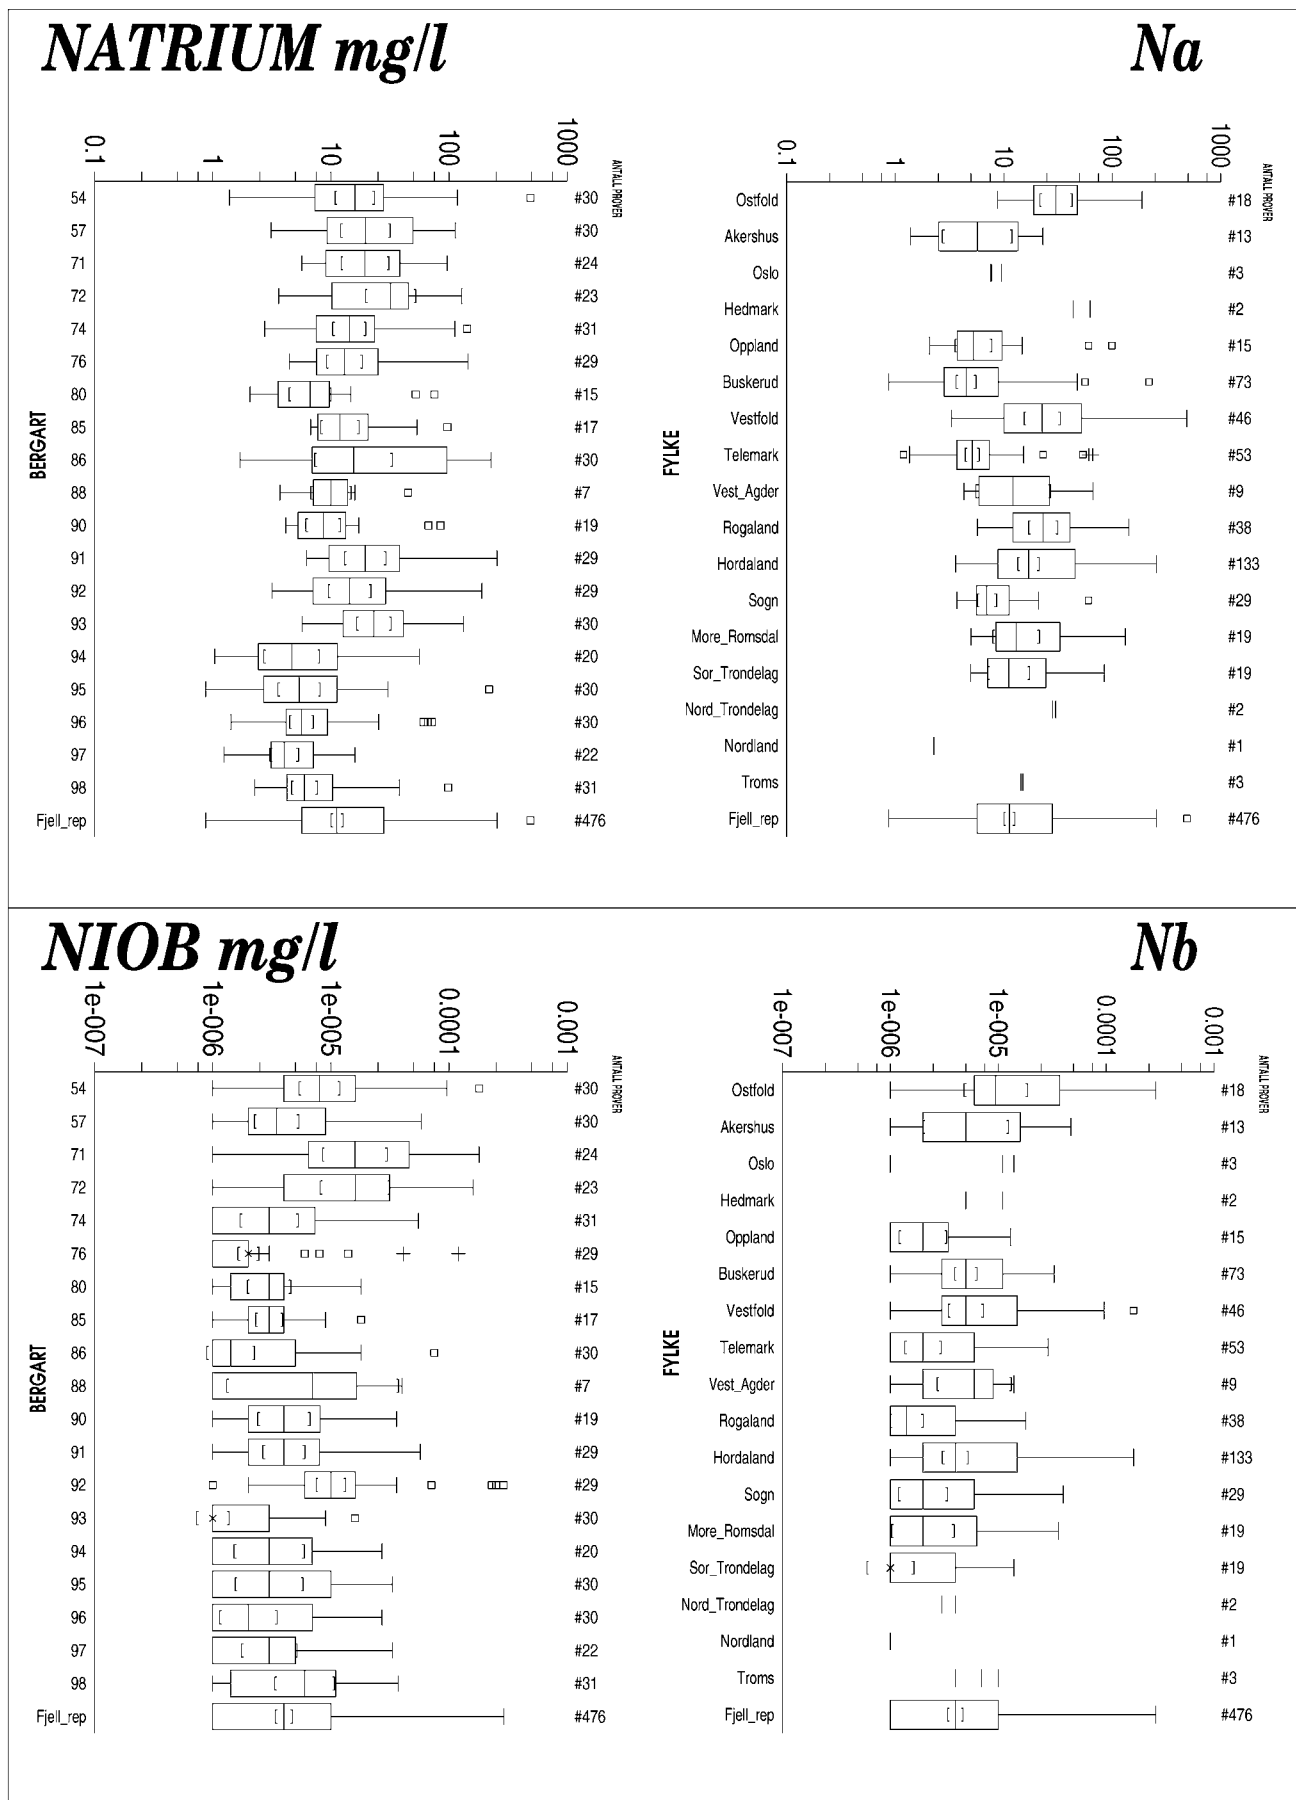 NATRIUM mg/l Na
0.1 1 10 100 1000
ANTALL PROVER
BERGART
54 #30
57 #30
71 #24
72 #23
74 #31
76 #29
80 #15
85 #17
86 #30
88 #7
90 #19
91 #29
92 #29
93 #30
94 #20
95 #30
96 #30
97 #22
98 #31
Fjell_rep #476
0.1 1 10 100 1000
ANTALL PROVER
FYLKE
Ostfold #18
Akershus #13
Oslo #3
Hedmark #2
Oppland #15
Buskerud #73
Vestfold #46
Telemark #53
Vest_Agder #9
Rogaland #38
Hordaland #133
Sogn #29
More_Romsdal #19
Sor_Trondelag #19
Nord_Trondelag #2
Nordland #1
Troms #3
Fjell_rep #476
NIOB mg/l Nb
1e-007 1e-006 1e-005 0.0001 0.001
ANTALL PROVER
BERGART
54 #30
57 #30
71 #24
72 #23
74 #31
76 #29
80 #15
85 #17
86 #30
88 #7
90 #19
91 #29
92 #29
93 #30
94 #20
95 #30
96 #30
97 #22
98 #31
Fjell_rep #476
1e-007 1e-006 1e-005 0.0001 0.001
ANTALL PROVER
FYLKE
Ostfold #18
Akershus #13
Oslo #3
Hedmark #2
Oppland #15
Buskerud #73
Vestfold #46
Telemark #53
Vest_Agder #9
Rogaland #38
Hordaland #133
Sogn #29
More_Romsdal #19
Sor_Trondelag #19
Nord_Trondelag #2
Nordland #1
Troms #3
Fjell_rep #476